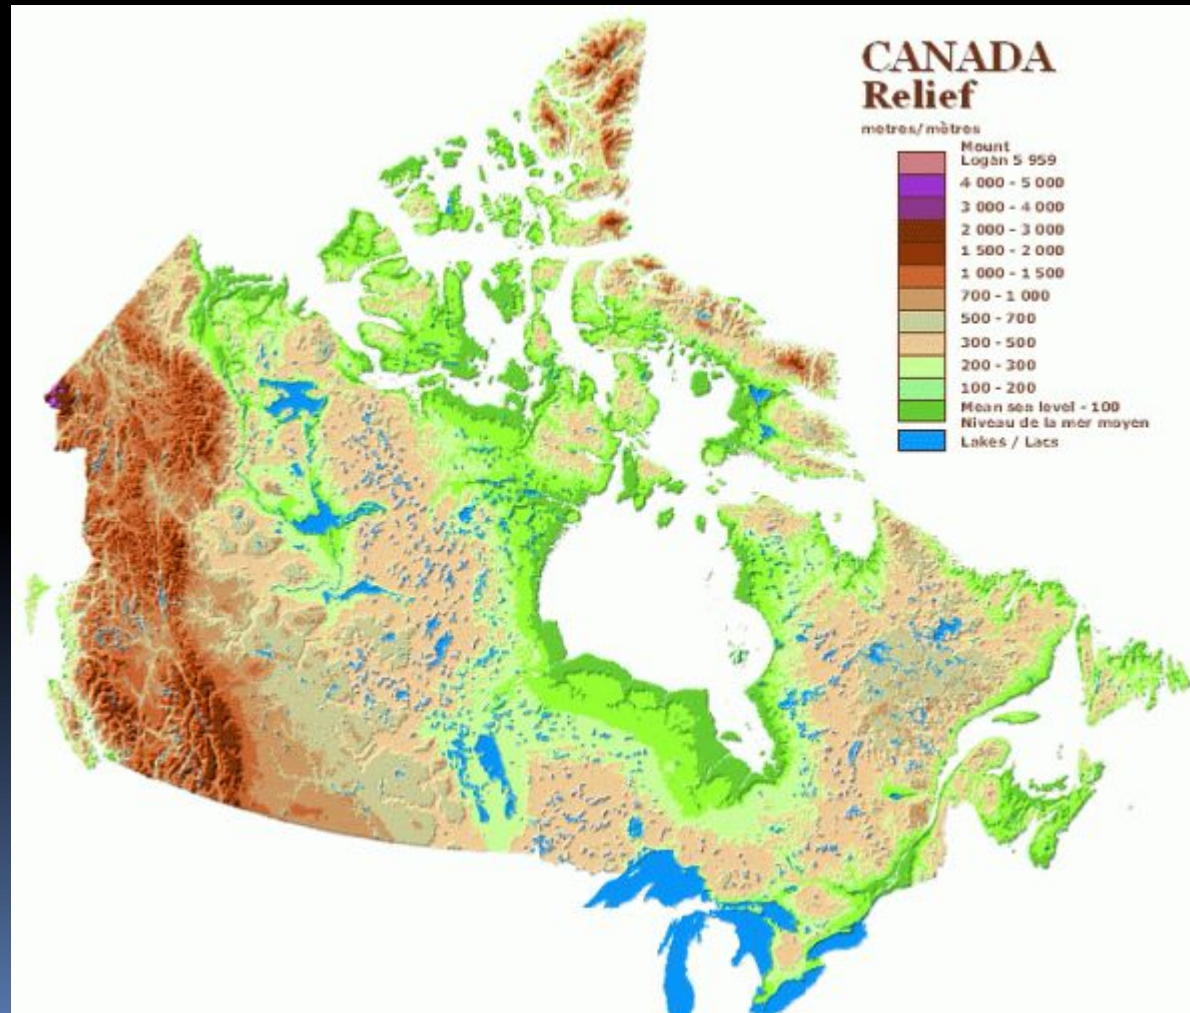 CANADA
Relief
metres/mètres
Mount
Logan 5 959
4 000 - 5 000
3 000 - 4 000
2 000 - 3 000
1 500 - 2 000
1 000 - 1 500
700 - 1 000
500 - 700
300 - 500
200 - 300
100 - 200
Mean sea level - 100
Niveau de la mer moyen
Lakes / Lacs